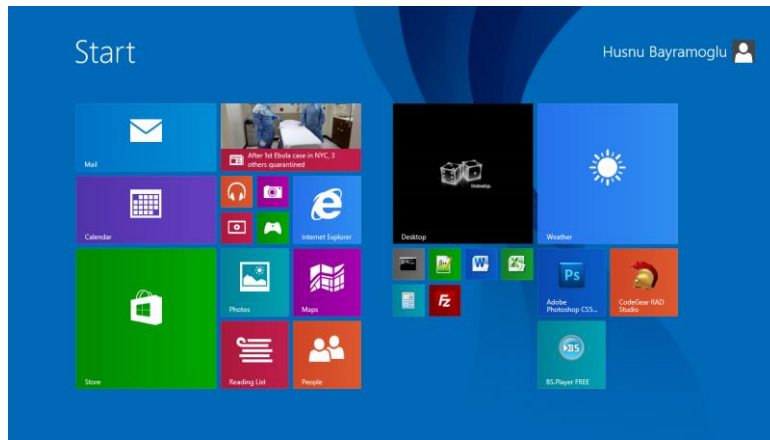 Start
Husnu Bayramoglu
Mail
After 1st Ebola
case in NYC, 3
others quarantined
Calendar
Internet Explorer
Store
Photos
Maps
Reading List
People
Desktop
Weather
Ps
Adobe
Photoshop CS5...
CodeGear RAD
Studio
Fz
BS
BS.Player FREE